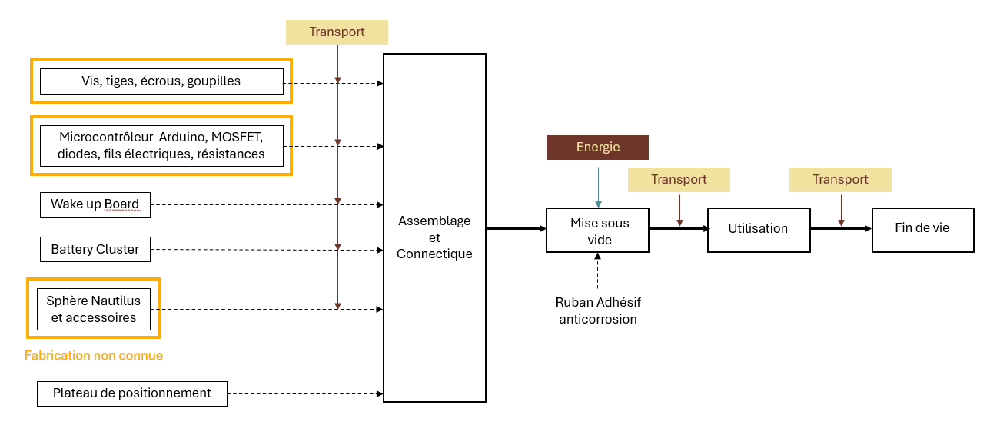 Transport
Vis, tiges, écrous, goupilles
Microcontrôleur Arduino, MOSFET,
diodes, fils électriques, résistances
Wake up Board
Battery Cluster
Sphère Nautilus
et accessoires
Fabrication non connue
Plateau de positionnement
Assemblage
et
Connectique
Energie
Mise sous
vide
Ruban Adhésif
anticorrosion
Transport
Utilisation
Transport
Fin de vie